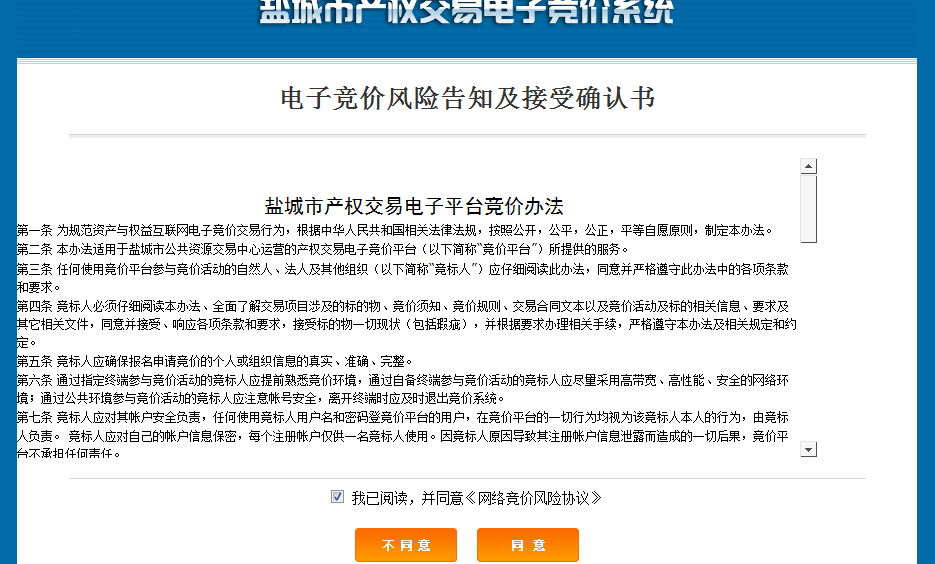 盐城市产权交易电子竞价系统
电子竞价风险告知及接受确认书
盐城市产权交易电子平台竞价办法
第一条 为规范资产与权益互联网电子竞价交易行为，根据中华人民共和国相关法律法规，按照公开，公平，公正，平等自愿原则，制定本办法。
第二条 本办法适用于盐城市公共资源交易中心运营的产权交易电子竞价平台（以下简称“竞价平台”）所提供的服务。
第三条 任何使用竞价平台参与竞价活动的自然人、法人及其他组织（以下简称“竞标人”）应仔细阅读此办法，同意并严格遵守此办法中的各项条款
和要求。
第四条 竞标人必须仔细阅读本办法、全面了解交易项目涉及的标的物、竞价须知、竞价规则、交易合同文本以及竞价活动及标的相关信息、要求及
其它相关文件，同意并接受、响应各项条款和要求，接受标的物一切现状（包括瑕疵），并根据要求办理相关手续，严格遵守本办法及相关规定和约
定。
第五条 竞标人应确保报名申请竞价的个人或组织信息的真实、准确、完整。
第六条 通过指定终端参与竞价活动的竞标人应提前熟悉竞价环境，通过自备终端参与竞价活动的竞标人应尽量采用高带宽、高性能、安全的网络环
境；通过公共环境参与竞价活动的竞标人应注意帐号安全，离开终端时应及时退出竞价系统。
第七条 竞标人应对其帐户安全负责，任何使用竞标人用户名和密码登竞价平台的用户，在竞价平台的一切行为均视为该竞标人本人的行为，由竞标
人负责。 竞标人应对自己的帐户信息保密，每个注册帐户仅供一名竞标人使用。因竞标人原因导致其注册帐户信息泄露而造成的一切后果，竞价平
台不承担任何责任。
我已阅读，并同意《网络竞价风险协议》
不同意 同 意